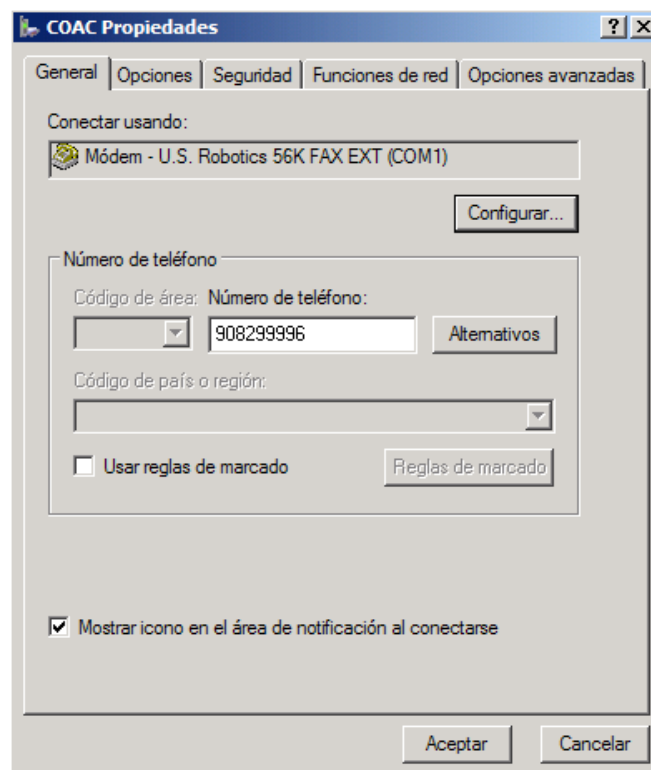 COAC Propiedades
General Opciones Seguridad Funciones de red Opciones avanzadas
Conectar usando:
Módem - U.S. Robotics 56K FAX EXT (COM1)
Configurar...
Número de teléfono
Código de área: Número de teléfono:
908299996 Alternativos
Código de país o región:
Usar reglas de marcado Reglas de marcado
Mostrar icono en el área de notificación al conectarse
Aceptar Cancelar